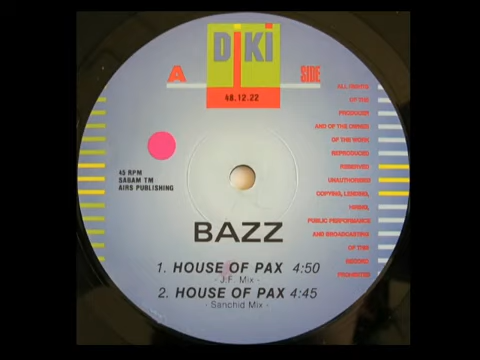 DiKi
A SIDE
48.12.22
45 RPM
SABAM TM
AIRS PUBLISHING
ALL RIGHTS
OF THE
PRODUCER
AND OF THE OWNER
OF THE WORK
REPRODUCED
RESERVED
UNAUTHORISED
COPYING, LENDING,
HIRING,
PUBLIC PERFORMANCE
AND BROADCASTING
OF THIS
RECORD
PROHIBITED
BAZZ
1. HOUSE OF PAX 4:50
- J.F. Mix -
2. HOUSE OF PAX 4:45
- Sanchid Mix -